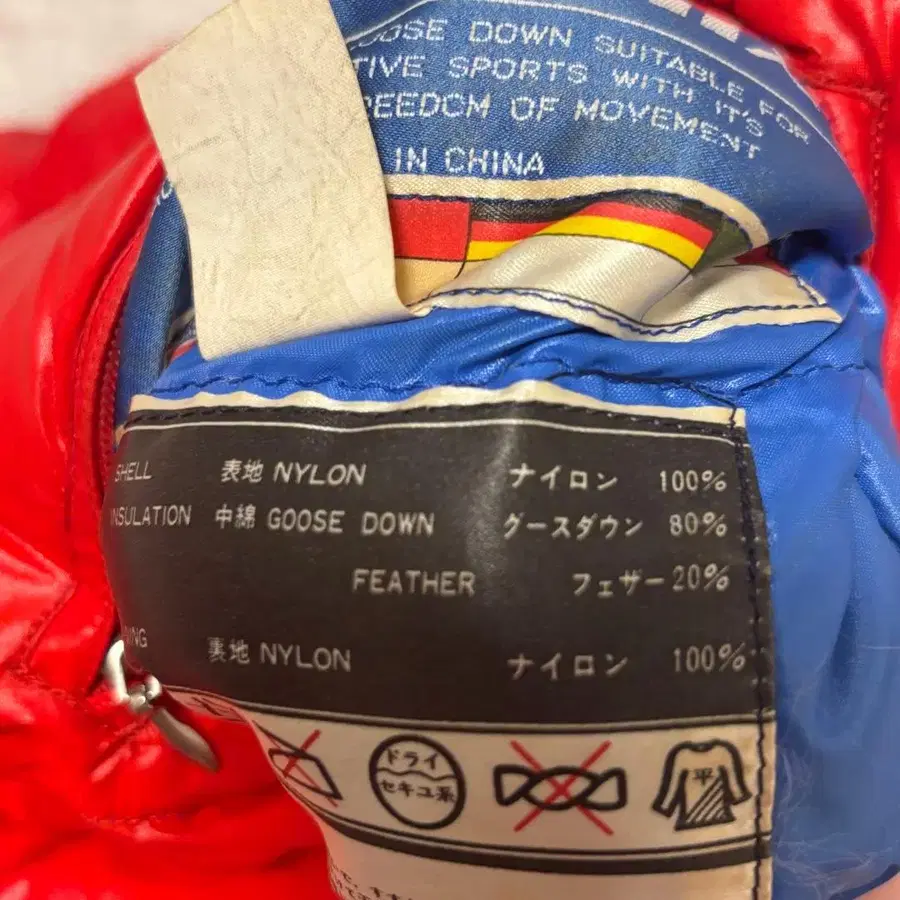 OOSE DOWN SUITABLE FOR
TIVE SPORTS WITH IT'S
REEDOM OF MOVEMENT
IN CHINA
SHELL 表地 NYLON ナイロン 100%
INSULATION 中綿 GOOSE DOWN グースダウン 80%
FEATHER フェザー 20%
NING 裏地 NYLON ナイロン 100%
ドライ
セキユ系
平